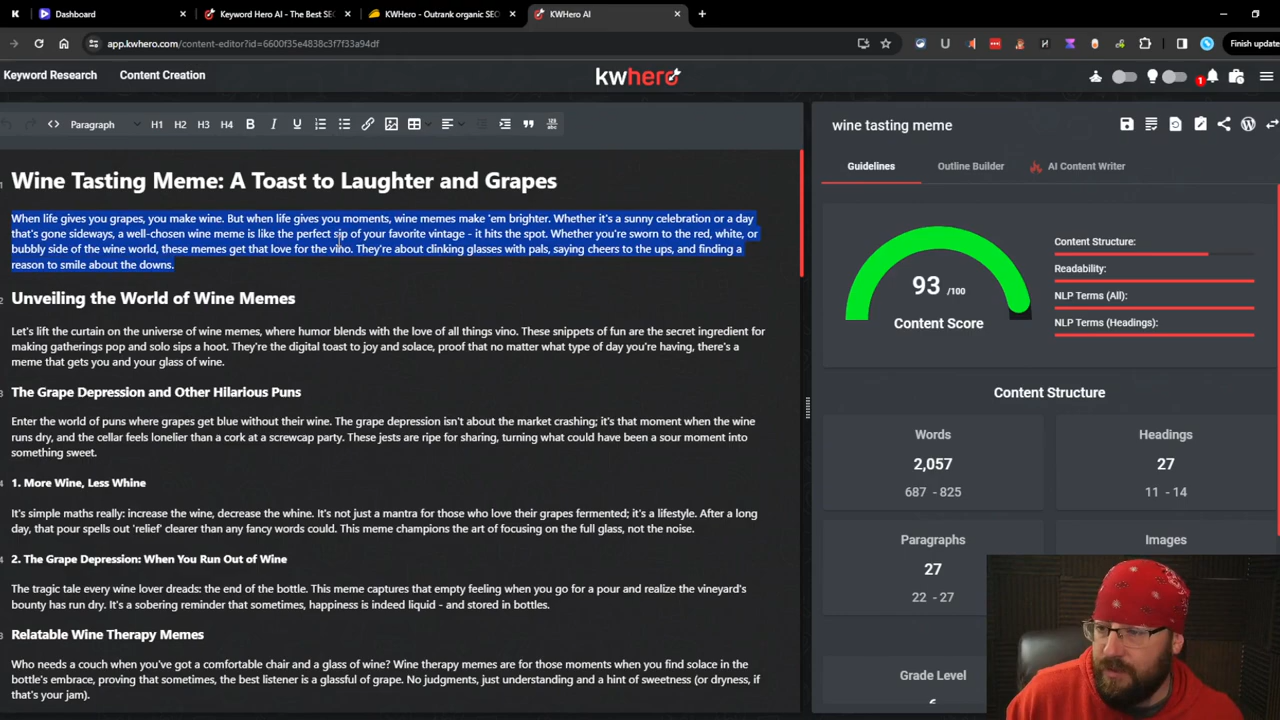 Dashboard
Keyword Hero AI - The Best SE
KWHero - Outrank organic SEO
KWHero AI
app.kwhero.com/content-editor?id=6600f35e4838c3f7f33a94df
Finish update
Keyword Research
Content Creation
kwhero
1
Paragraph
H1
H2
H3
H4
B
I
U
wine tasting meme
Guidelines
Outline Builder
AI Content Writer
1
Wine Tasting Meme: A Toast to Laughter and Grapes
When life gives you grapes, you make wine. But when life gives you moments, wine memes make 'em brighter. Whether it's a sunny celebration or a day
that's gone sideways, a well-chosen wine meme is like the perfect sip of your favorite vintage - it hits the spot. Whether you're sworn to the red, white, or
bubbly side of the wine world, these memes get that love for the vino. They're about clinking glasses with pals, saying cheers to the ups, and finding a
reason to smile about the downs.
2
Unveiling the World of Wine Memes
Let's lift the curtain on the universe of wine memes, where humor blends with the love of all things vino. These snippets of fun are the secret ingredient for
making gatherings pop and solo sips a hoot. They're the digital toast to joy and solace, proof that no matter what type of day you're having, there's a
meme that gets you and your glass of wine.
3
The Grape Depression and Other Hilarious Puns
Enter the world of puns where grapes get blue without their wine. The grape depression isn't about the market crashing; it's that moment when the wine
runs dry, and the cellar feels lonelier than a cork at a screwcap party. These jests are ripe for sharing, turning what could have been a sour moment into
something sweet.
4
1. More Wine, Less Whine
It's simple maths really: increase the wine, decrease the whine. It's not just a mantra for those who love their grapes fermented; it's a lifestyle. After a long
day, that pour spells out 'relief' clearer than any fancy words could. This meme champions the art of focusing on the full glass, not the noise.
4
2. The Grape Depression: When You Run Out of Wine
The tragic tale every wine lover dreads: the end of the bottle. This meme captures that empty feeling when you go for a pour and realize the vineyard's
bounty has run dry. It's a sobering reminder that sometimes, happiness is indeed liquid - and stored in bottles.
3
Relatable Wine Therapy Memes
Who needs a couch when you've got a comfortable chair and a glass of wine? Wine therapy memes are for those moments when you find solace in the
bottle's embrace, proving that sometimes, the best listener is a glassful of grape. No judgments, just understanding and a hint of sweetness (or dryness, if
that's your jam).
93 /100
Content Score
Content Structure:
Readability:
NLP Terms (All):
NLP Terms (Headings):
Content Structure
Words
2,057
687 - 825
Headings
27
11 - 14
Paragraphs
27
22 - 27
Images
Grade Level